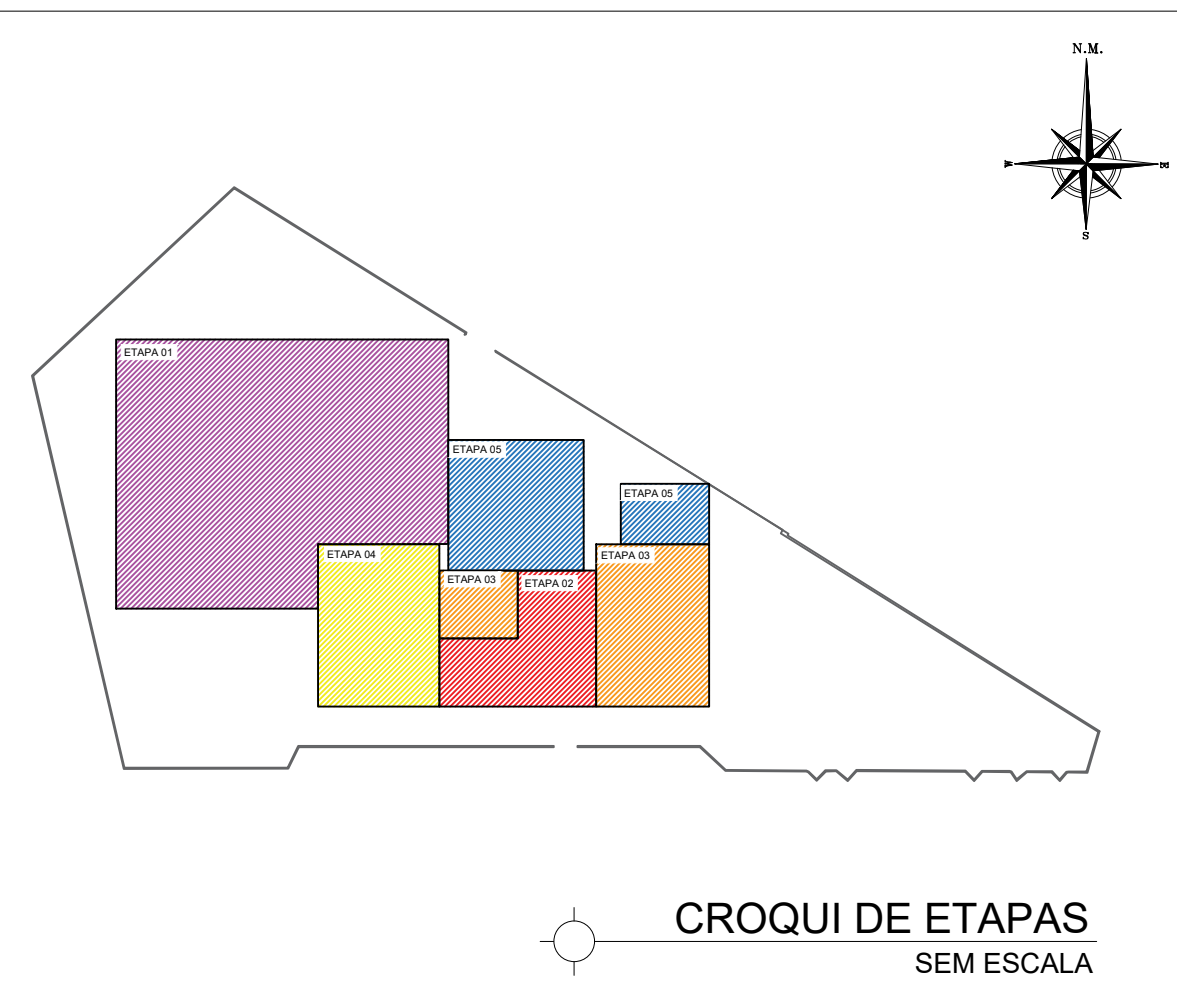 N.M.
W
E
S
ETAPA 01
ETAPA 05
ETAPA 05
ETAPA 04
ETAPA 03
ETAPA 03
ETAPA 02
CROQUI DE ETAPAS
SEM ESCALA